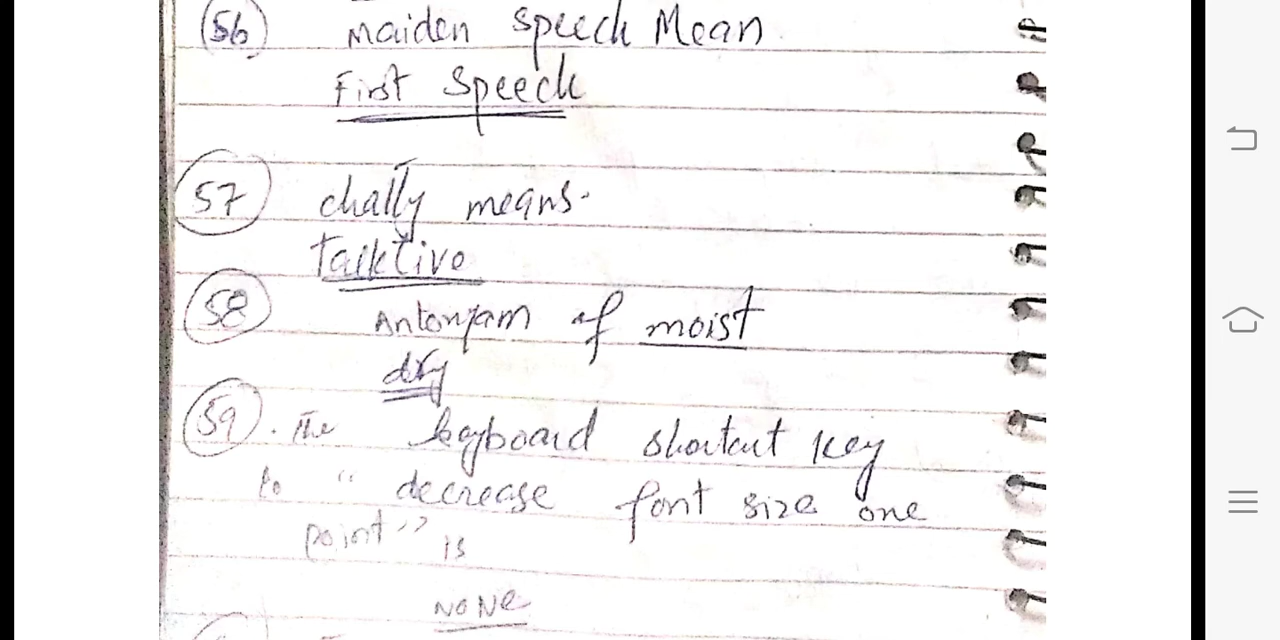 56 maiden speech Mean
First Speech
57 chatty means.
Talktive
58 Antonyam of moist
dry
59. The keyboard shortcut key
to "decrease font size one
point" is
NONe